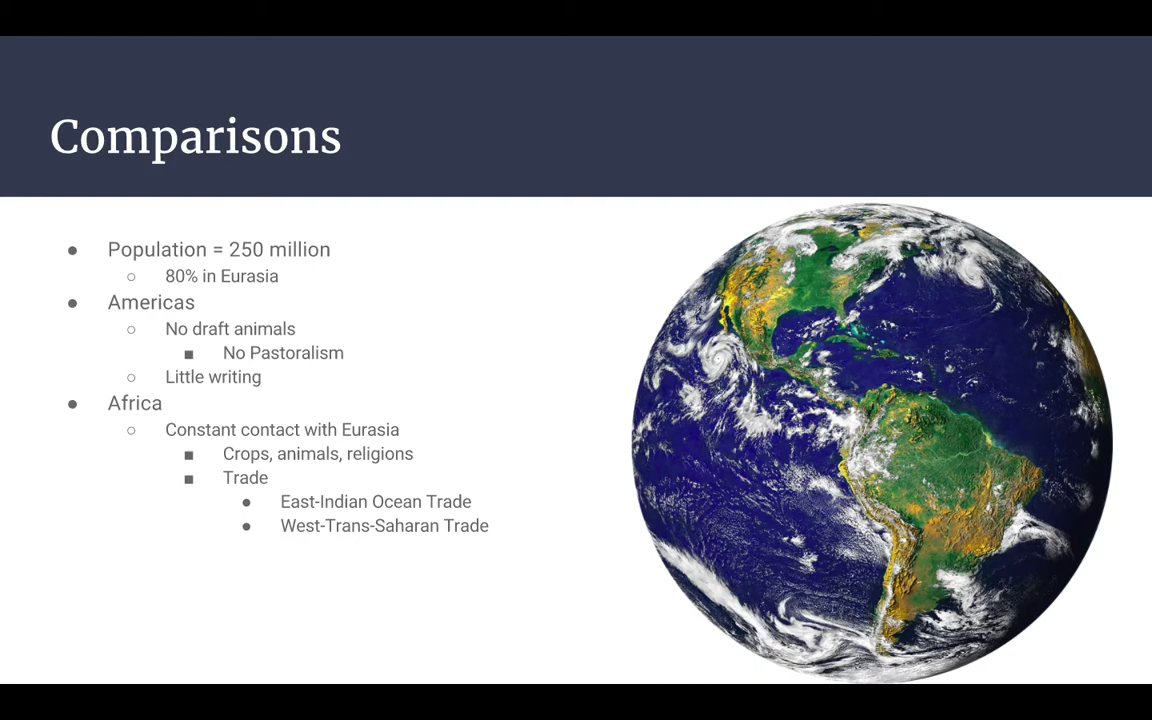 Comparisons
● Population = 250 million
○ 80% in Eurasia
● Americas
○ No draft animals
■ No Pastoralism
○ Little writing
● Africa
○ Constant contact with Eurasia
■ Crops, animals, religions
■ Trade
● East-Indian Ocean Trade
● West-Trans-Saharan Trade